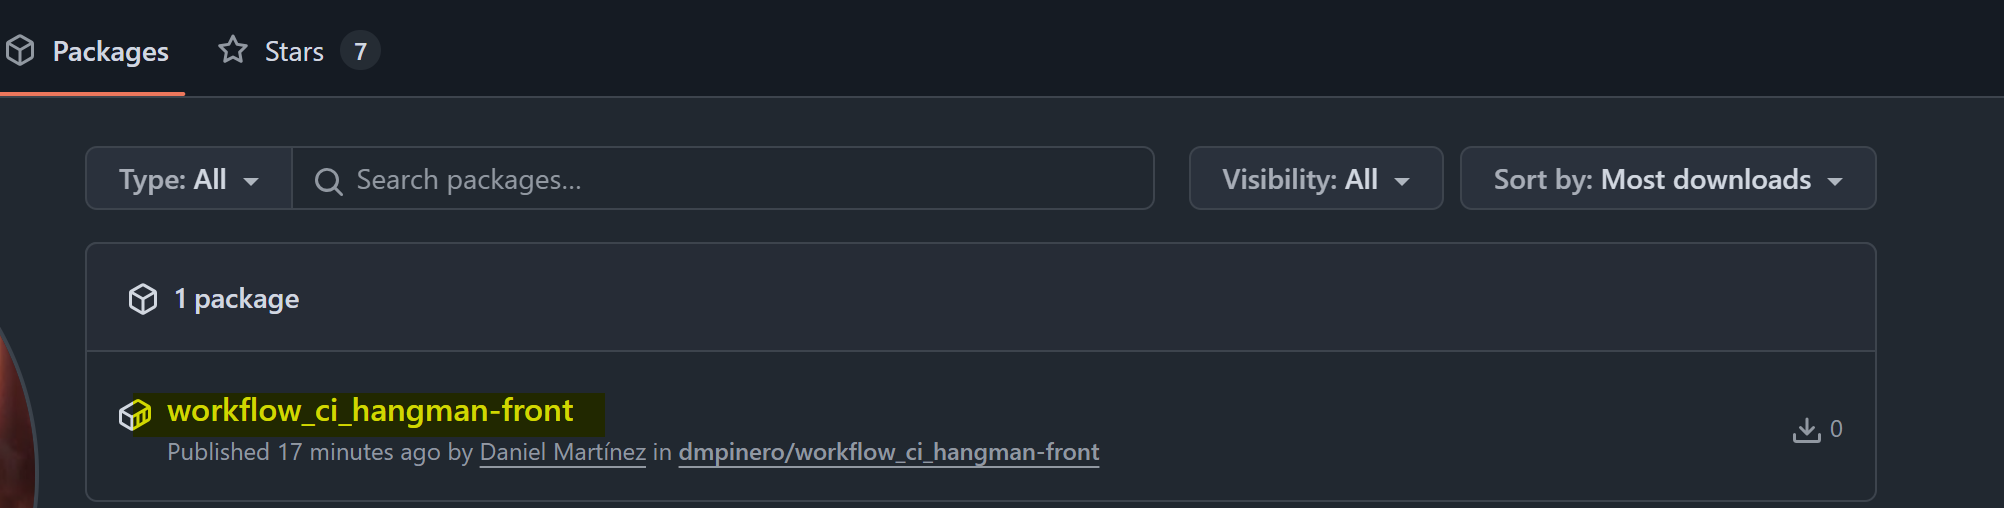 Packages Stars 7
Type: All Search packages... Visibility: All Sort by: Most downloads
1 package
workflow_ci_hangman-front
Published 17 minutes ago by Daniel Martínez in dmpinero/workflow_ci_hangman-front 0